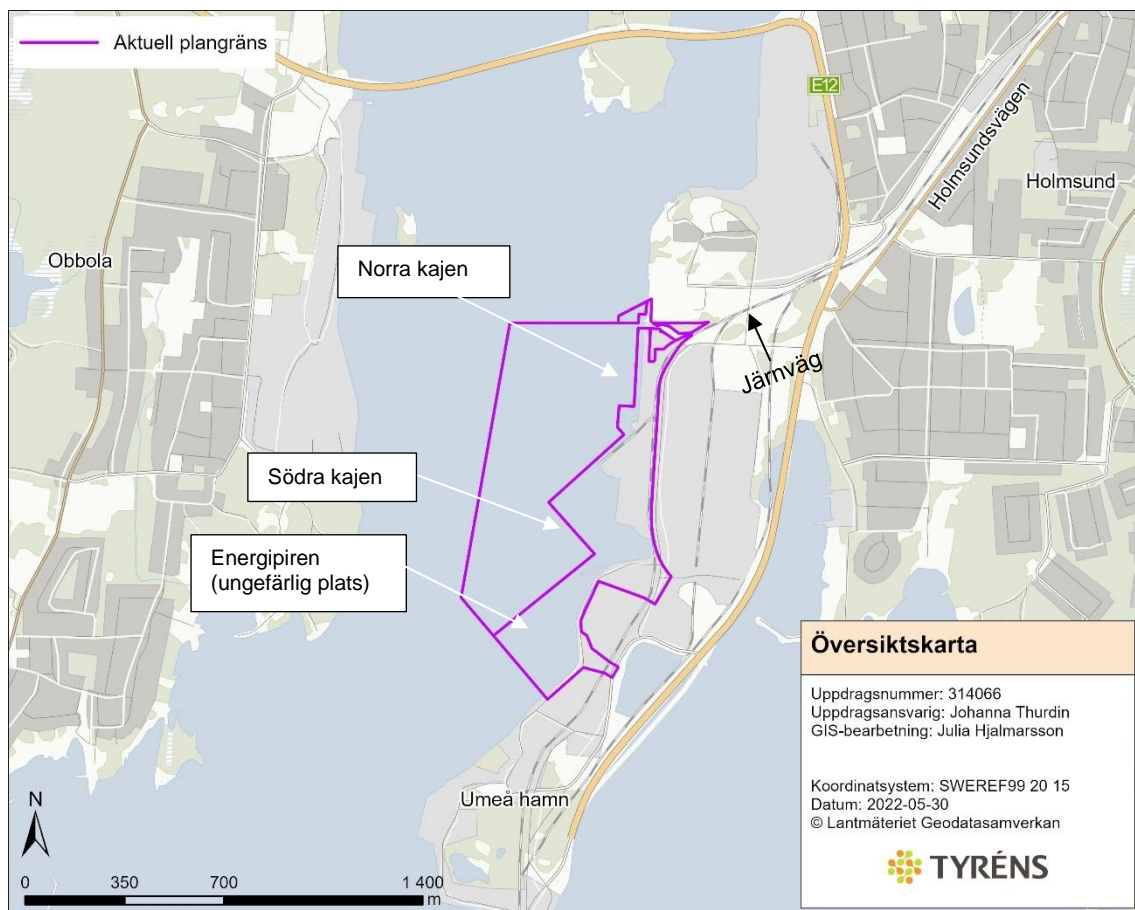 Aktuell plangräns
E12
Holmsundsvägen
Holmsund
Obbola
Norra kajen
Järnväg
Södra kajen
Energipiren
(ungefärlig plats)
Umeå hamn
N
0 350 700 1 400
m
Översiktskarta
Uppdragsnummer: 314066
Uppdragsansvarig: Johanna Thurdin
GIS-bearbetning: Julia Hjalmarsson
Koordinatsystem: SWEREF99 20 15
Datum: 2022-05-30
© Lantmäteriet Geodatasamverkan
TYRÉNS